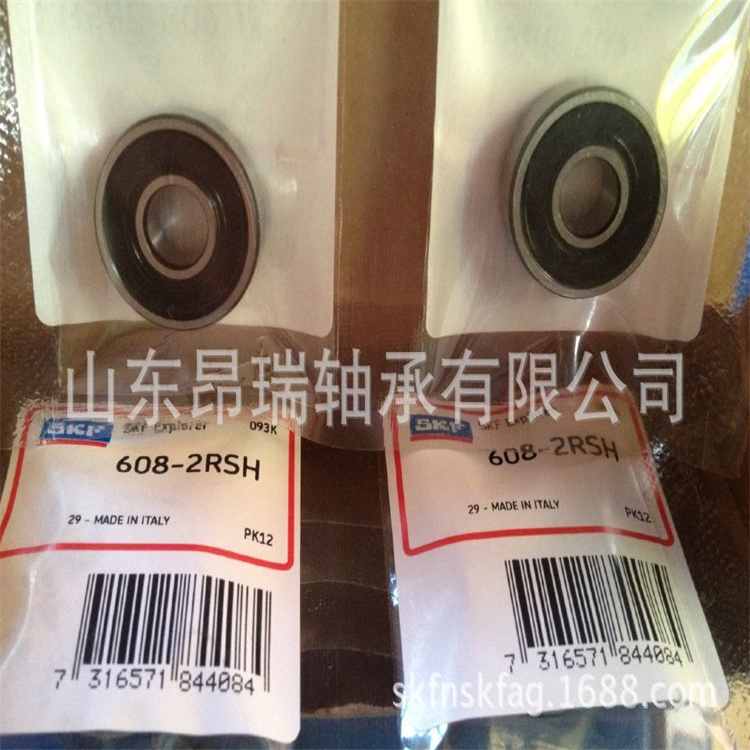 山东昂瑞轴承有限公司
SKF SKF Explorer 093K
608-2RSH
29 - MADE IN ITALY
PK12
7 316571 844084
SKF SKF Explorer
608-2RSH
29 - MADE IN ITALY
PK12
7 316571 844084
skfnskfag.1688.com